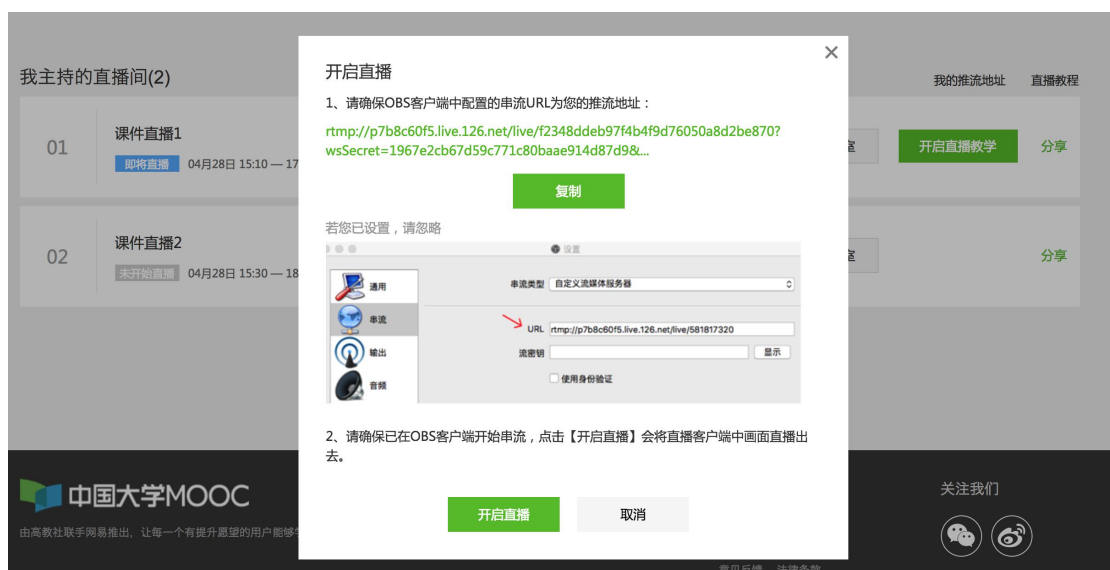 我主持的直播间(2)
我的推流地址 直播教程
01
课件直播1
即将直播 04月28日 15:10 — 17
室
开启直播教学
分享
02
课件直播2
未开始直播 04月28日 15:30 — 18
室
分享
开启直播
1、请确保OBS客户端中配置的串流URL为您的推流地址：
rtmp://p7b8c60f5.live.126.net/live/f2348ddeb97f4b4f9d76050a8d2be870?
wsSecret=1967e2cb67d59c771c80baae914d87d9&...
复制
若您已设置，请忽略
设置
通用
串流
输出
音频
串流类型 自定义流媒体服务器
URL rtmp://p7b8c60f5.live.126.net/live/581817320
流密钥 显示
使用身份验证
2、请确保已在OBS客户端开始串流，点击【开启直播】会将直播客户端中画面直播出
去。
开启直播 取消
中国大学MOOC
由高教社联手网易推出，让每一个有提升愿望的用户能够
关注我们
意见反馈 法律条款